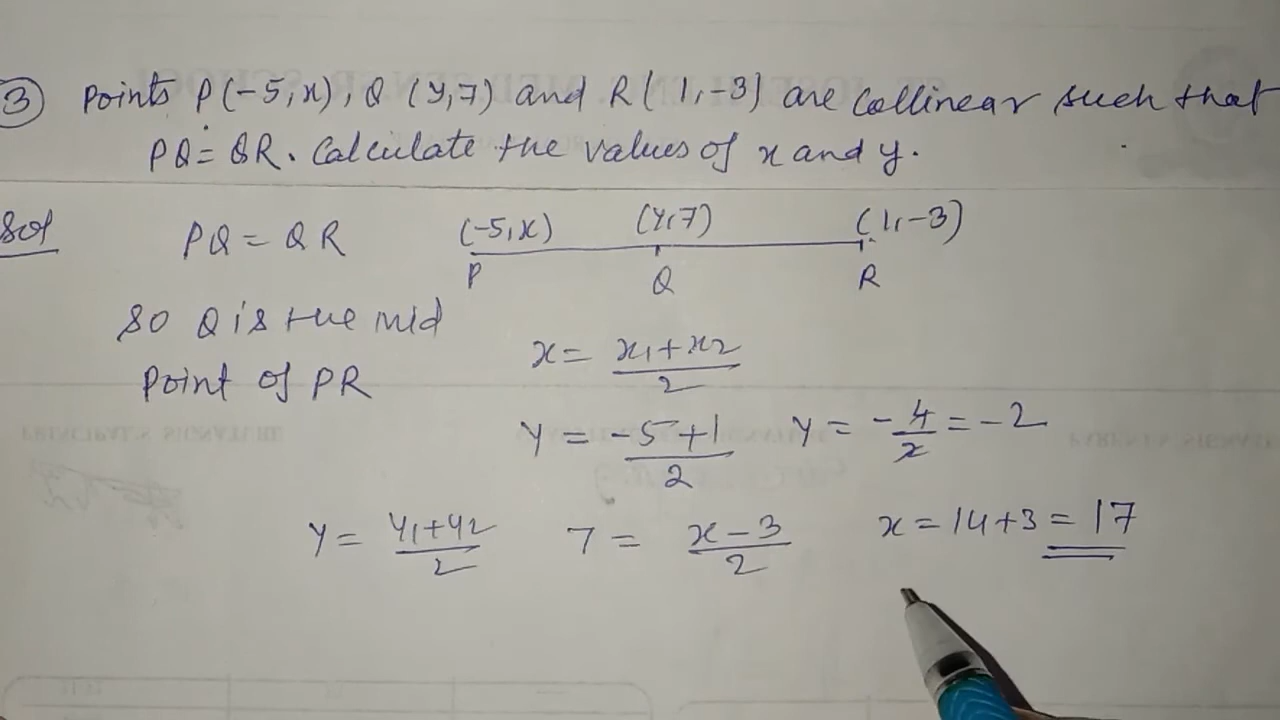 3 Points P(-5,x), Q (y,7) and R(1,-3) are collinear such that
PQ = QR. Calculate the values of x and y.
Sol PQ = QR (-5,x) (y,7) (1,-3)
P Q R
So Q is the mid
point of PR
x = x1+x2/2
y = -5+1/2 y = -4/2 = -2
y = y1+y2/2 7 = x-3/2 x = 14+3 = 17